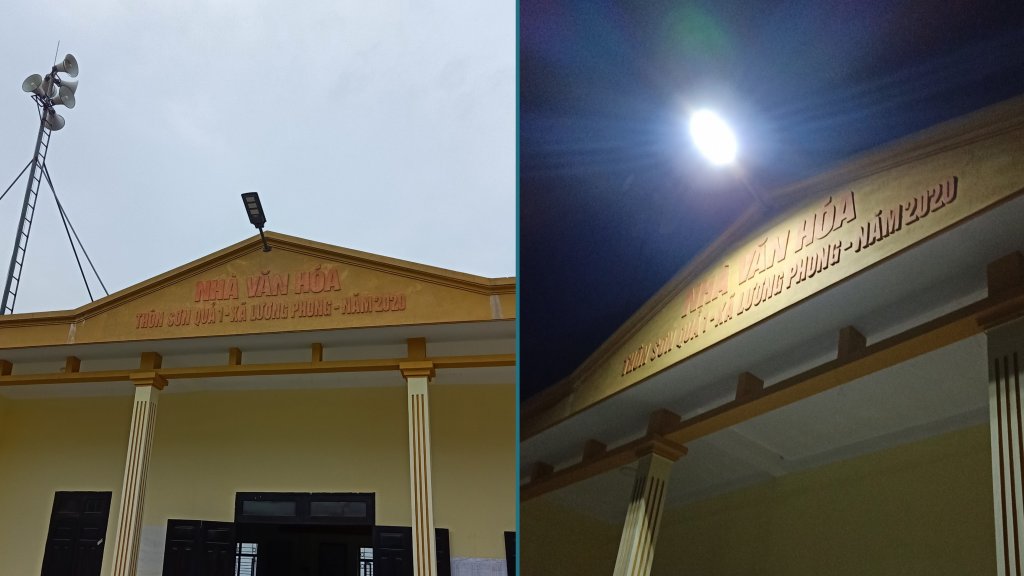 NHÀ VĂN HÓA
THÔN SƠN QUẢ 1 - XÃ LƯƠNG PHONG - NĂM 2020
NHÀ VĂN HÓA
THÔN SƠN QUẢ 1 - XÃ LƯƠNG PHONG - NĂM 2020